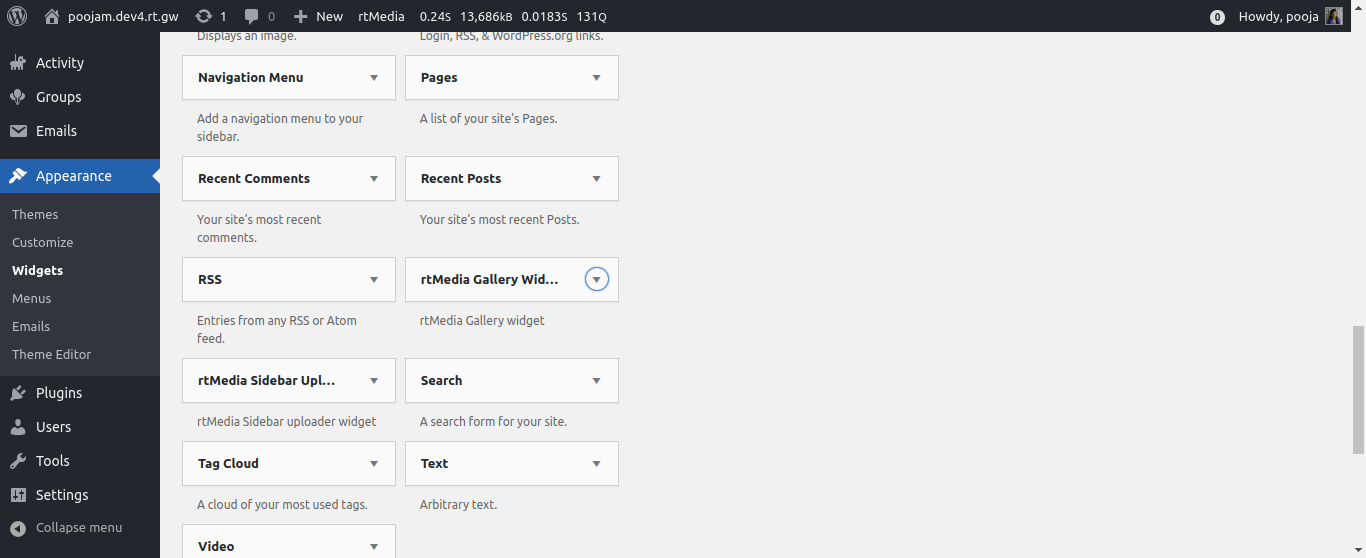 poojam.dev4.rt.gw 1 0 New rtMedia 0.24S 13,686KB 0.0183S 131Q 0 Howdy, pooja
Activity
Groups
Emails
Appearance
Themes
Customize
Widgets
Menus
Emails
Theme Editor
Plugins
Users
Tools
Settings
Collapse menu
Displays an image. Login, RSS, & WordPress.org links.
Navigation Menu Pages
Add a navigation menu to your A list of your site’s Pages.
sidebar.
Recent Comments Recent Posts
Your site’s most recent Your site’s most recent Posts.
comments.
RSS rtMedia Gallery Wid...
Entries from any RSS or Atom rtMedia Gallery widget
feed.
rtMedia Sidebar Upl... Search
rtMedia Sidebar uploader widget A search form for your site.
Tag Cloud Text
A cloud of your most used tags. Arbitrary text.
Video